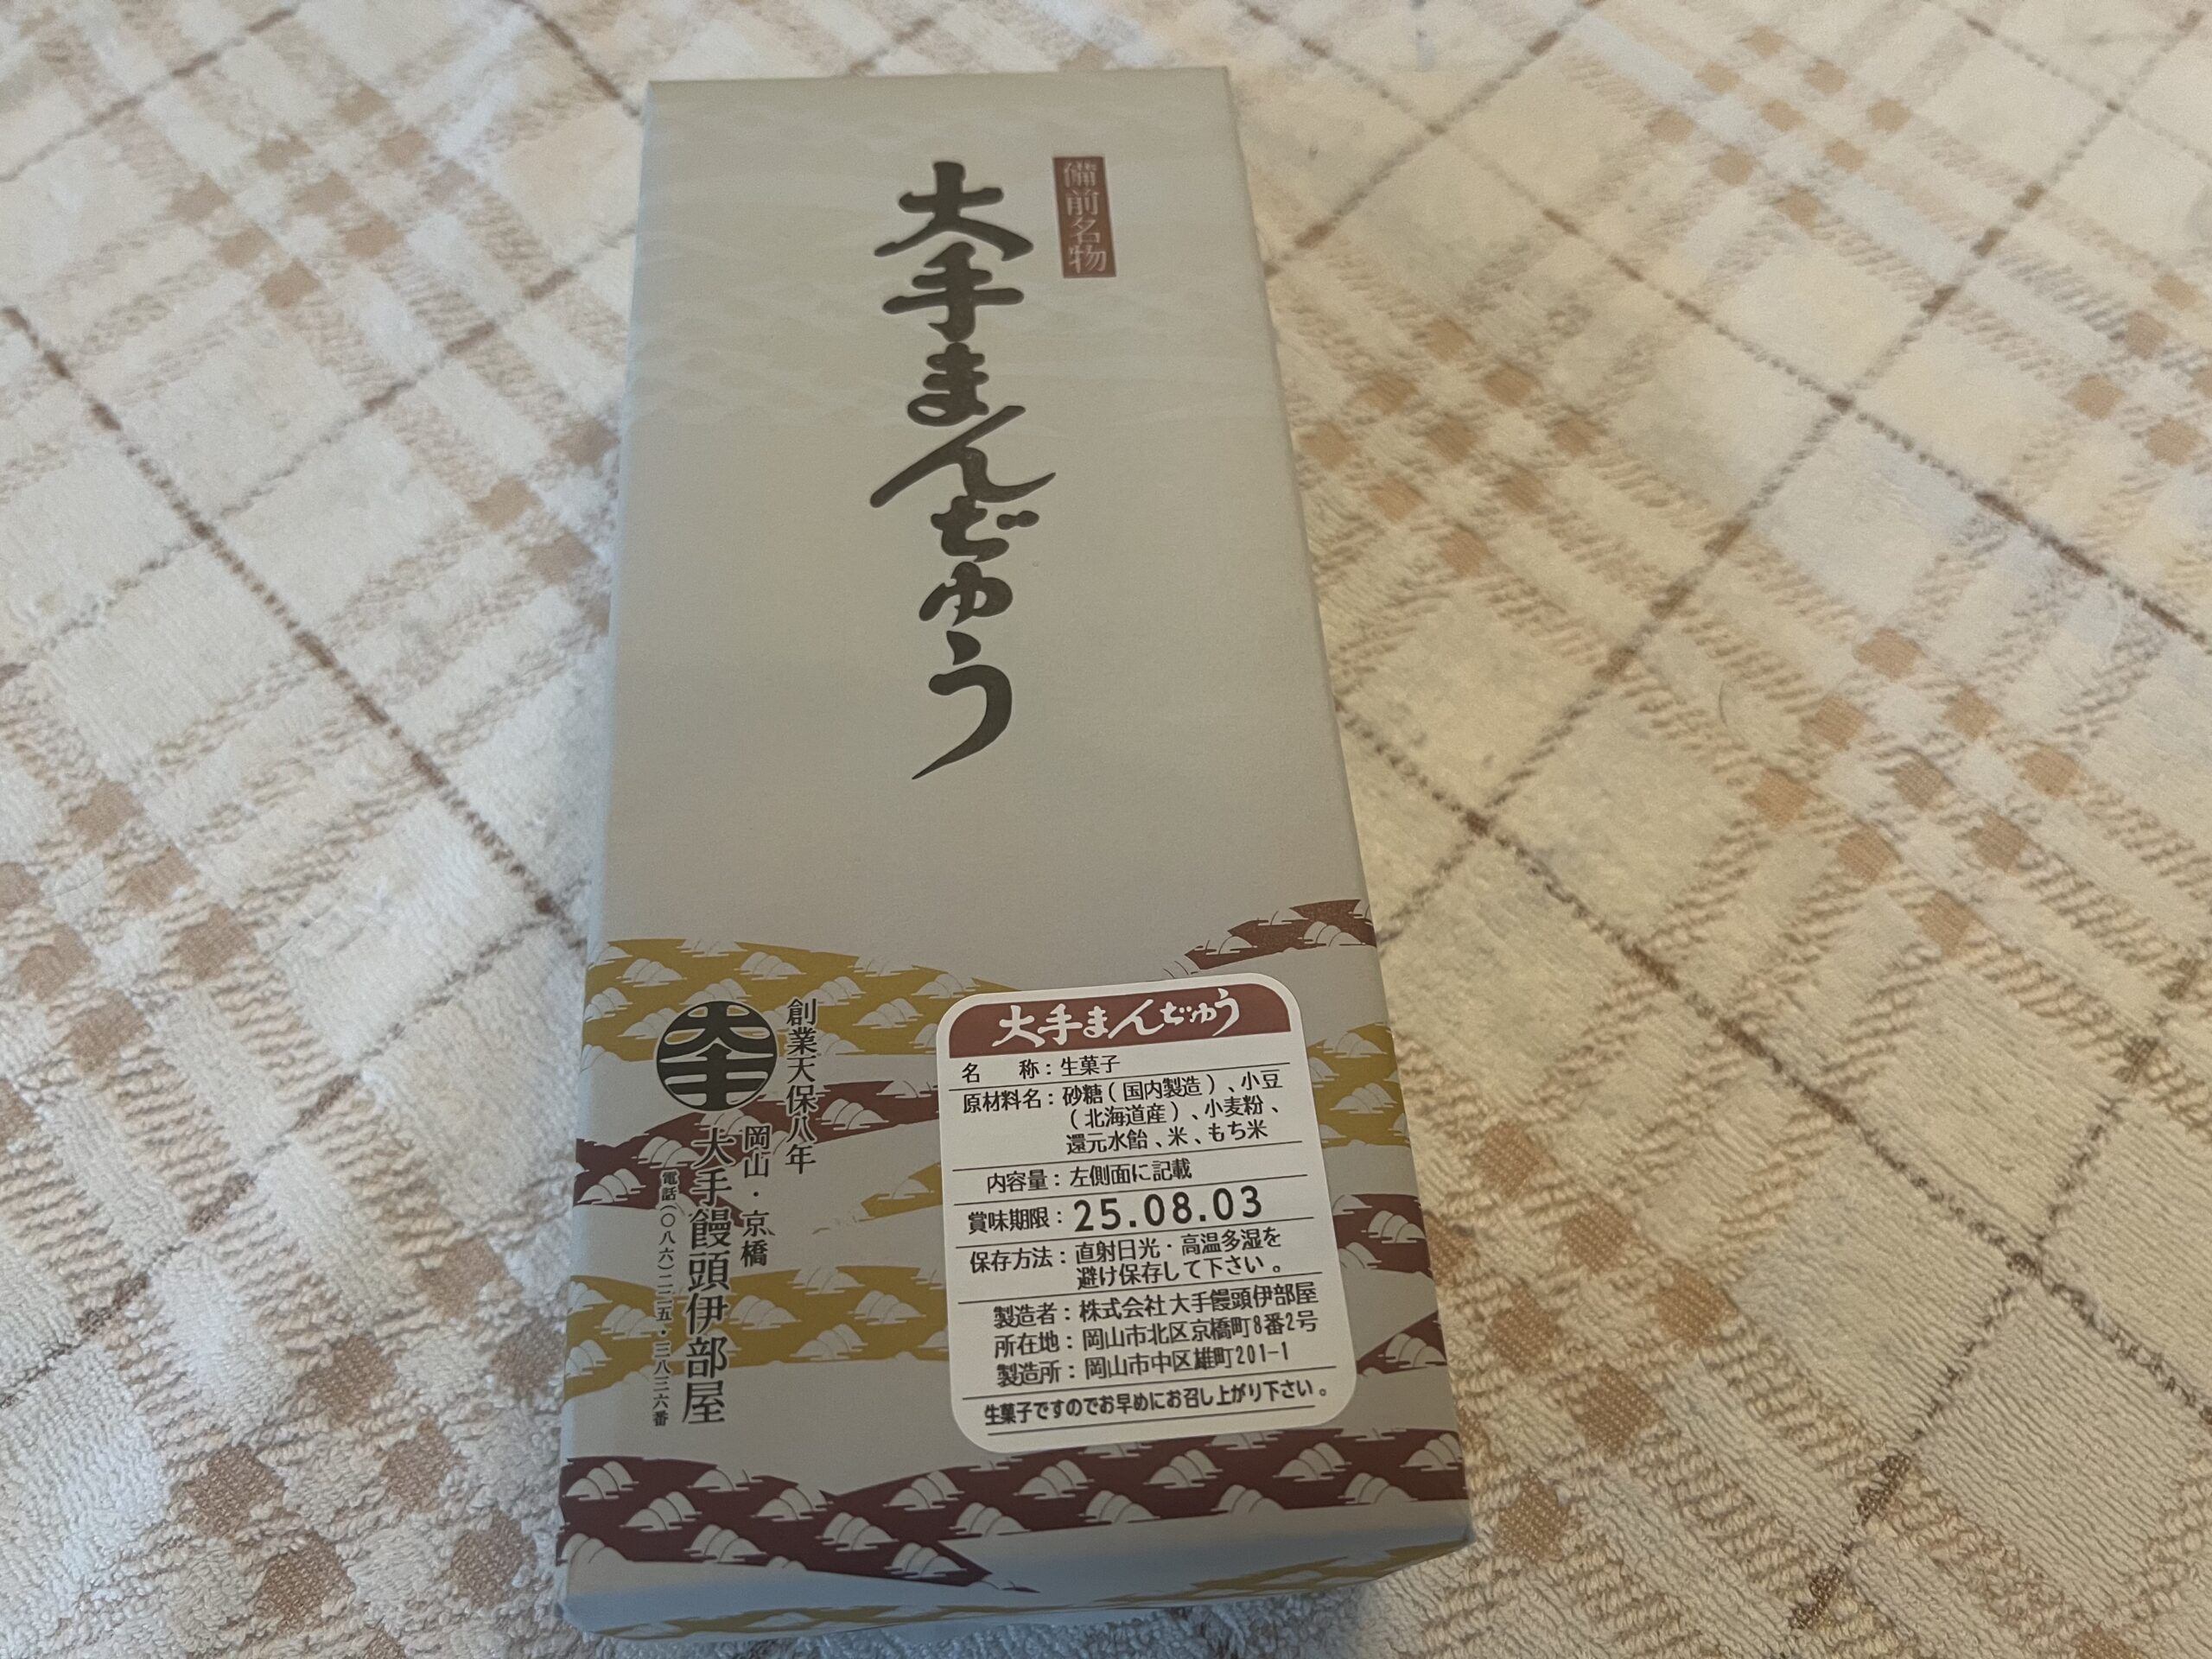 備前名物
大手まんぢゅう
創業天保八年
岡山・京橋
大手饅頭伊部屋
電話(〇八六)二二五・三八三六番
大手まんぢゅう
名　称：生菓子
原材料名：砂糖(国内製造)、小豆
(北海道産)、小麦粉、
還元水飴、米、もち米
内容量：左側面に記載
賞味期限：25.08.03
保存方法：直射日光・高温多湿を
避け保存して下さい。
製造者：株式会社大手饅頭伊部屋
所在地：岡山市北区京橋町8番2号
製造所：岡山市中区雄町201-1
生菓子ですのでお早めにお召し上がり下さい。